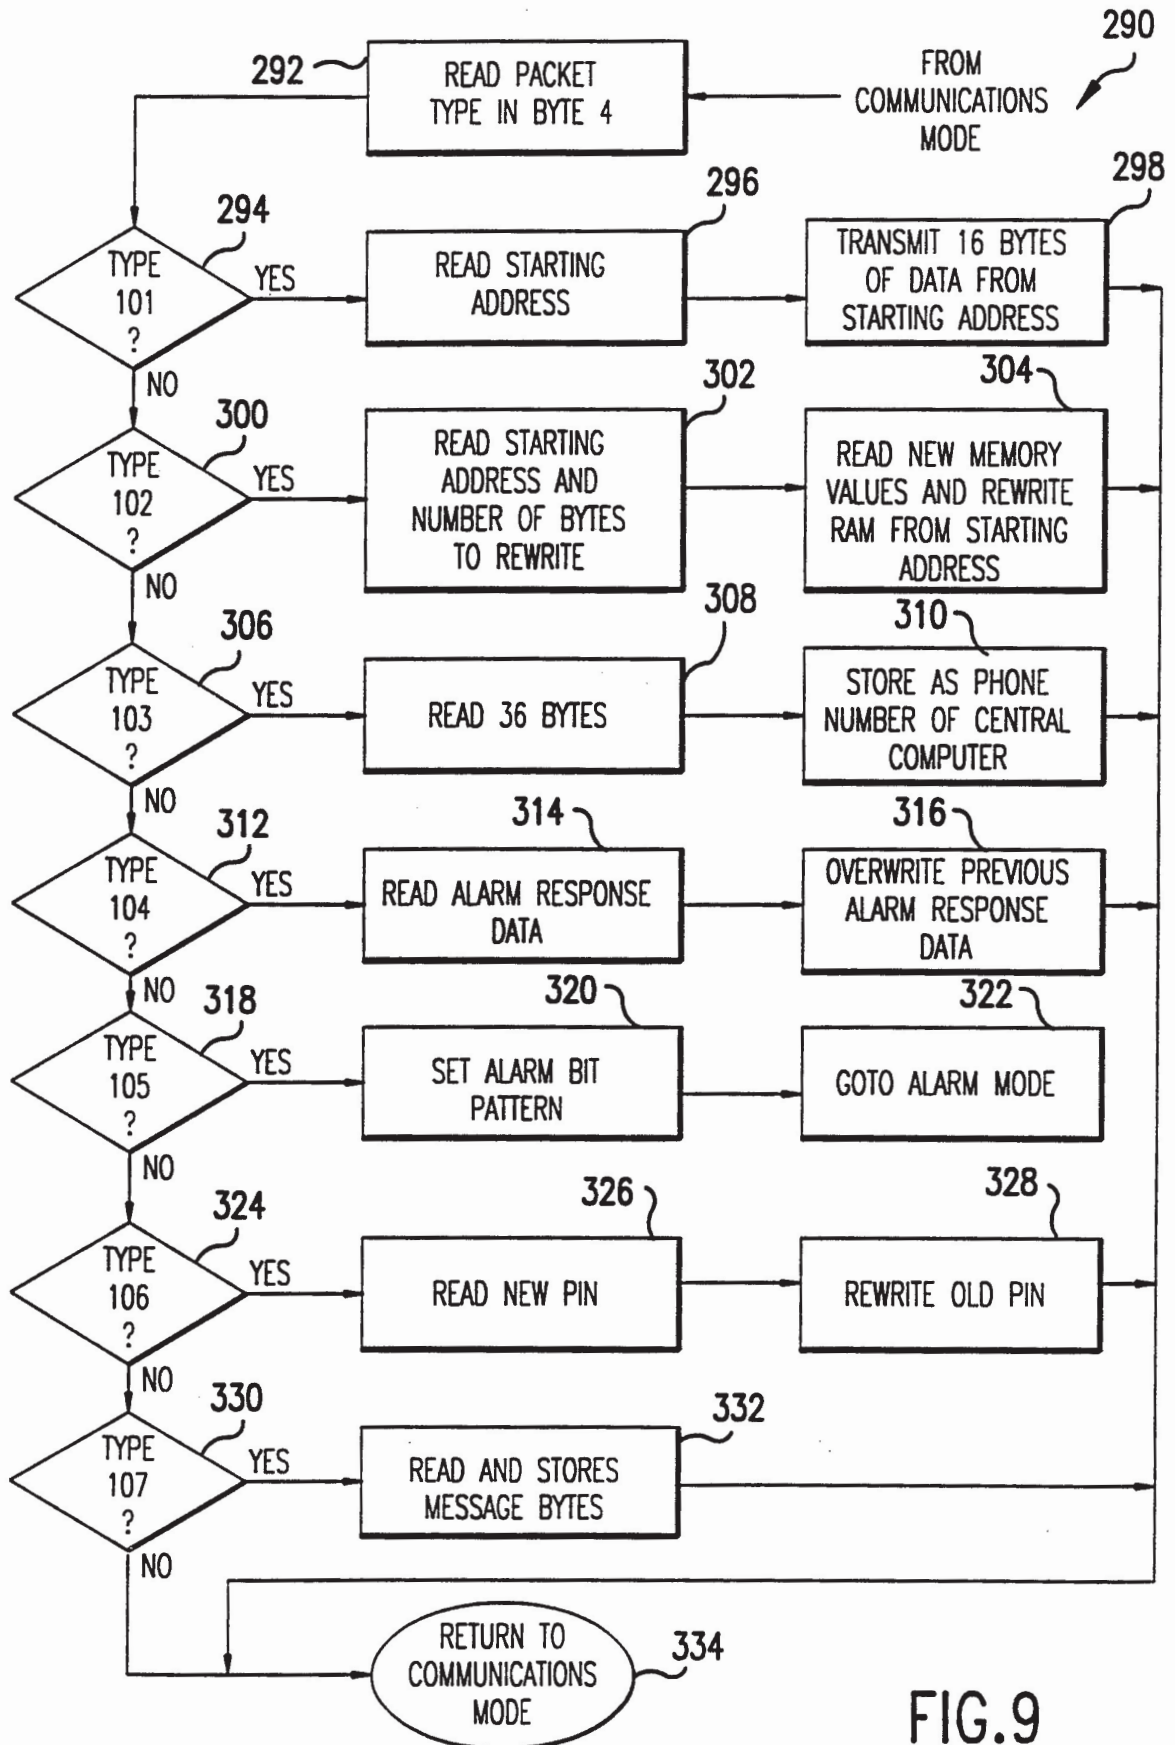 290
292
READ PACKET
TYPE IN BYTE 4
FROM
COMMUNICATIONS
MODE
294
TYPE
101
?
YES
NO
296
READ STARTING
ADDRESS
298
TRANSMIT 16 BYTES
OF DATA FROM
STARTING ADDRESS
300
TYPE
102
?
YES
NO
302
READ STARTING
ADDRESS AND
NUMBER OF BYTES
TO REWRITE
304
READ NEW MEMORY
VALUES AND REWRITE
RAM FROM STARTING
ADDRESS
306
TYPE
103
?
YES
NO
308
READ 36 BYTES
310
STORE AS PHONE
NUMBER OF CENTRAL
COMPUTER
312
TYPE
104
?
YES
NO
314
READ ALARM RESPONSE
DATA
316
OVERWRITE PREVIOUS
ALARM RESPONSE
DATA
318
TYPE
105
?
YES
NO
320
SET ALARM BIT
PATTERN
322
GOTO ALARM MODE
324
TYPE
106
?
YES
NO
326
READ NEW PIN
328
REWRITE OLD PIN
330
TYPE
107
?
YES
NO
332
READ AND STORES
MESSAGE BYTES
RETURN TO
COMMUNICATIONS
MODE
334
FIG.9